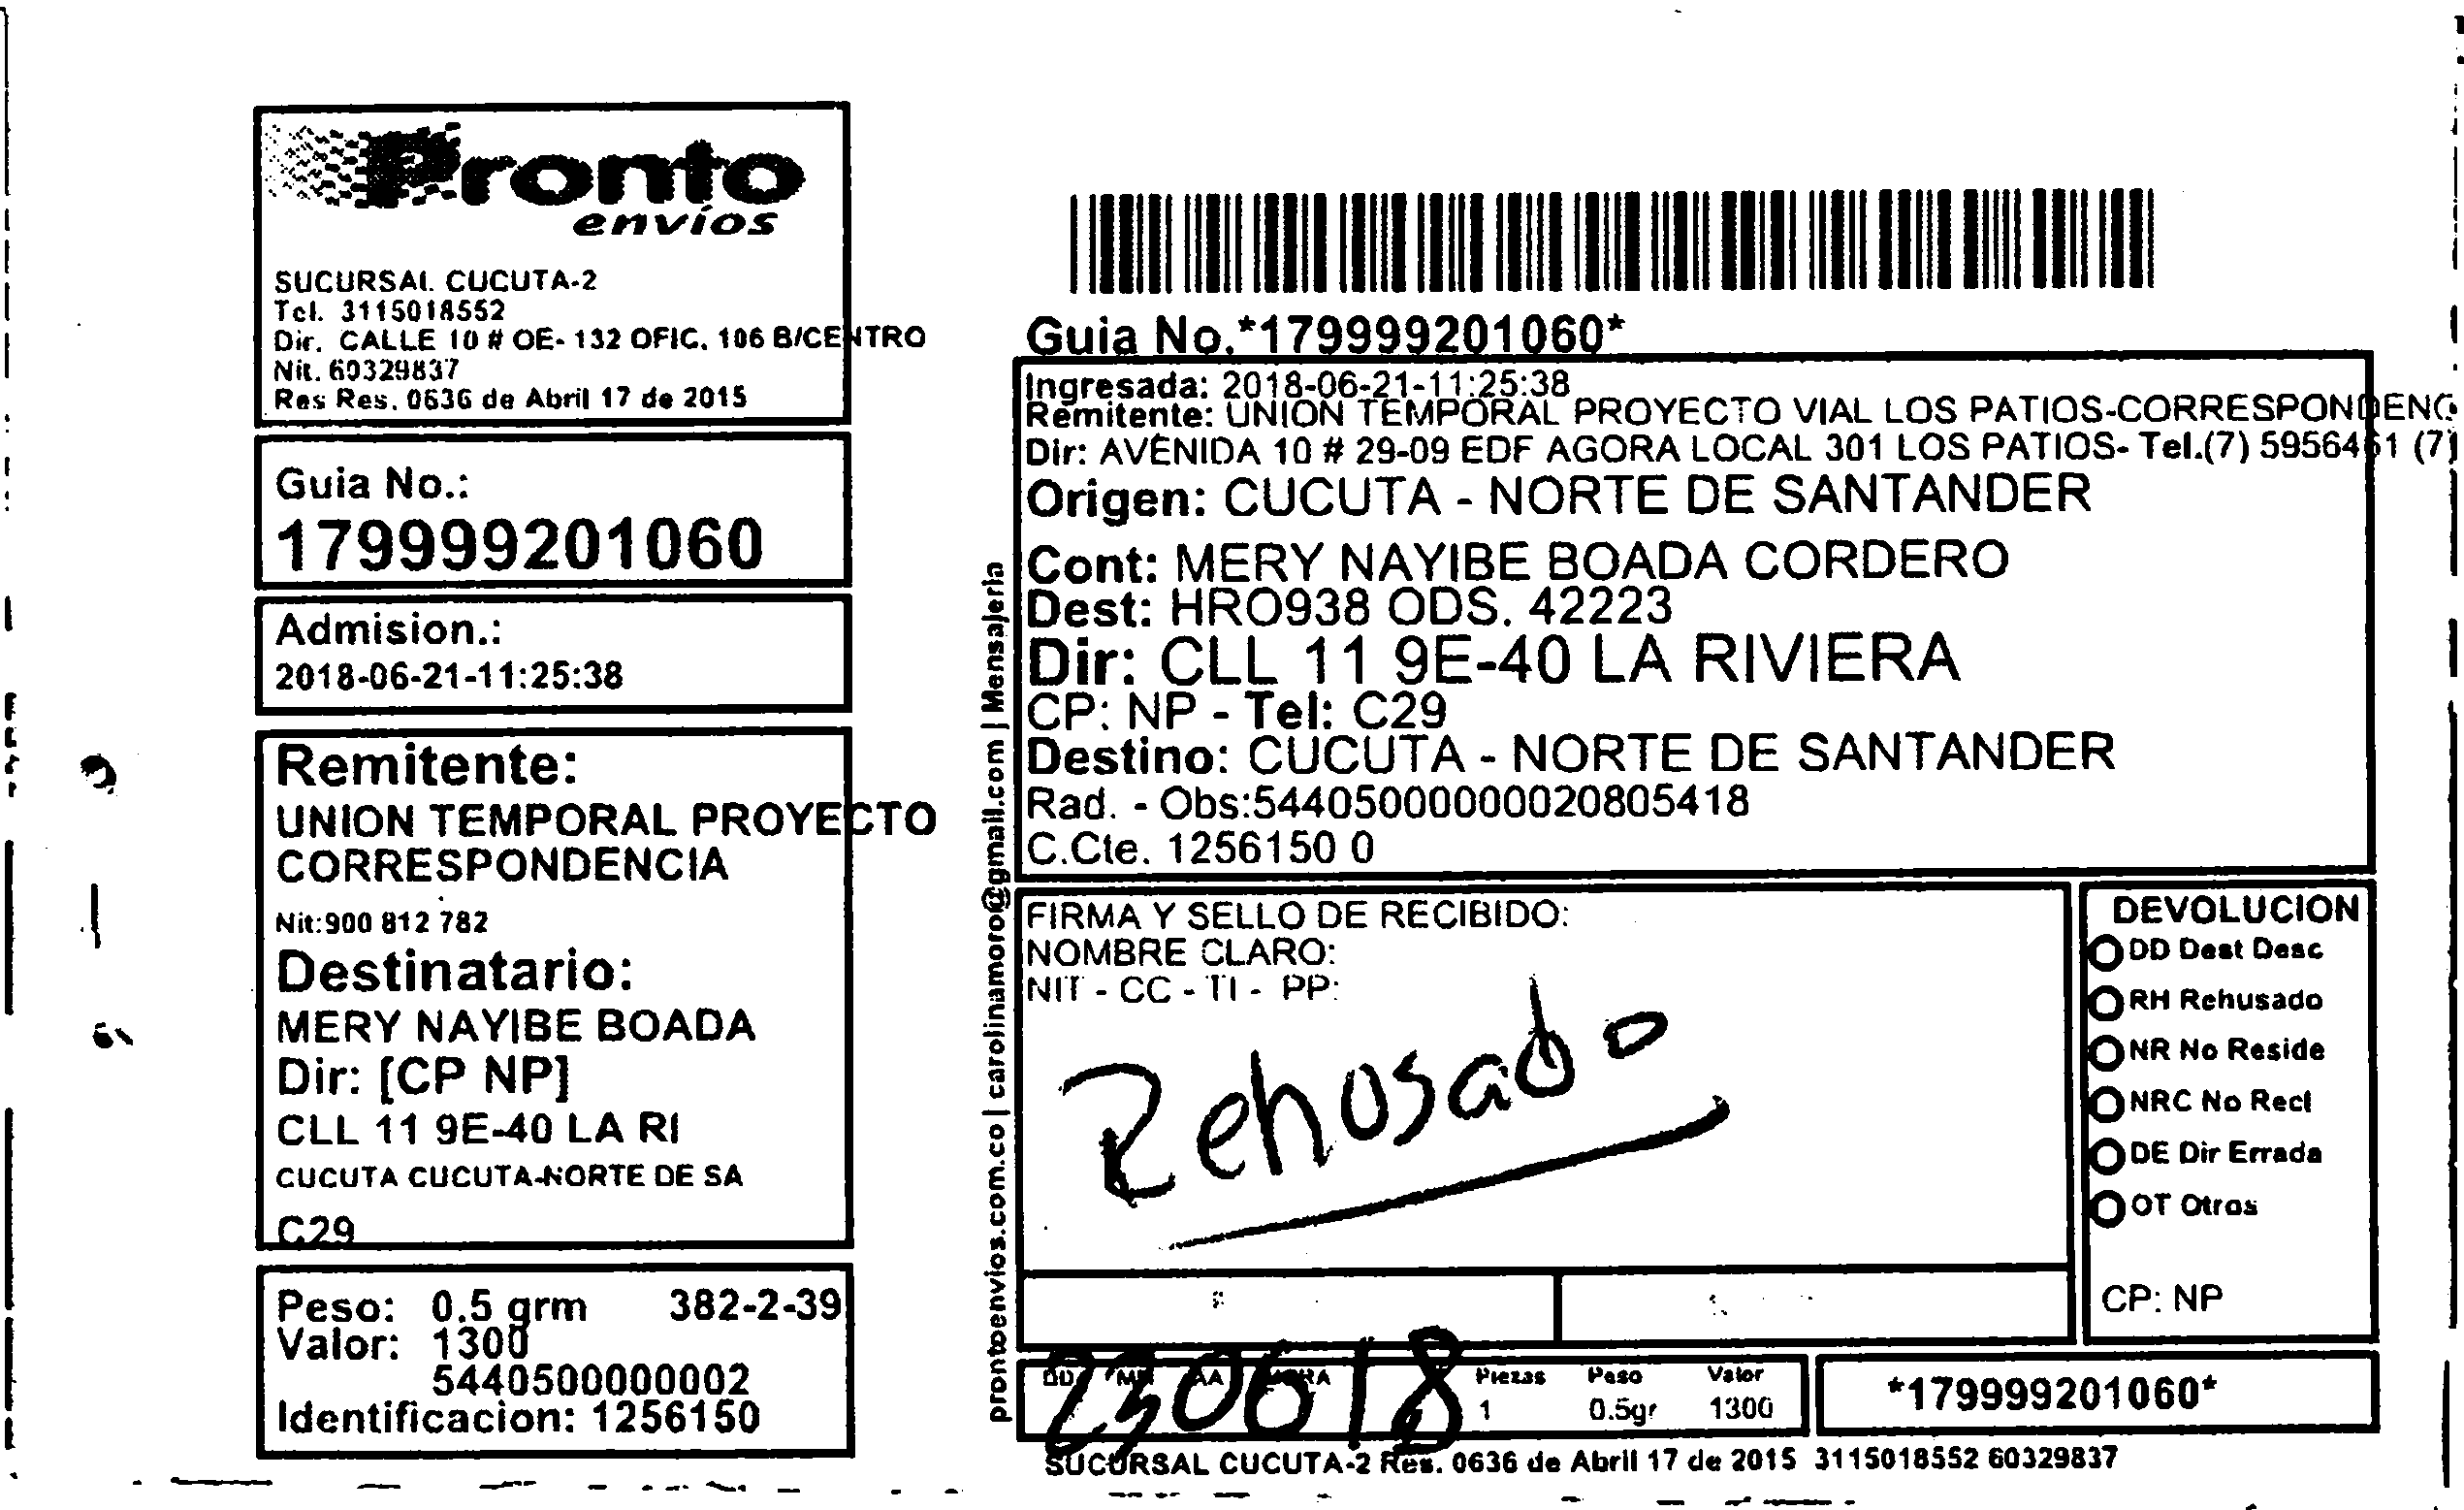 Pronto
envíos
SUCURSAL CUCUTA-2
Tel. 3115018552
Dir. CALLE 10 # OE- 132 OFIC. 106 B/CENTRO
Nit. 60329837
Res Res. 0636 de Abril 17 de 2015
Guia No.:
179999201060
Admision.:
2018-06-21-11:25:38
Remitente:
UNION TEMPORAL PROYECTO
CORRESPONDENCIA
Nit:900 812 782
Destinatario:
MERY NAYIBE BOADA
Dir: [CP NP]
CLL 11 9E-40 LA RI
CUCUTA CUCUTA-NORTE DE SA
C29
Peso: 0.5 grm 382-2-39
Valor: 1300
5440500000002
Identificacion: 1256150
prontoenvios.com.co | carolinamoro@gmail.com | Mensajeria
Guia No.*179999201060*
Ingresada: 2018-06-21-11:25:38
Remitente: UNION TEMPORAL PROYECTO VIAL LOS PATIOS-CORRESPONDENC
Dir: AVENIDA 10 # 29-09 EDF AGORA LOCAL 301 LOS PATIOS- Tel.(7) 5956461 (7)
Origen: CUCUTA - NORTE DE SANTANDER
Cont: MERY NAYIBE BOADA CORDERO
Dest: HRO938 ODS. 42223
Dir: CLL 11 9E-40 LA RIVIERA
CP: NP - Tel: C29
Destino: CUCUTA - NORTE DE SANTANDER
Rad. - Obs:544050000000020805418
C.Cte. 1256150 0
FIRMA Y SELLO DE RECIBIDO:
NOMBRE CLARO:
NIT - CC - TI - PP:
Rehusado
DEVOLUCION
DD Dest Desc
RH Rehusado
NR No Reside
NRC No Recl
DE Dir Errada
OT Otros
CP: NP
DD MM AA HORA Piezas Peso Valor
230618 1 0.5gr 1300
*179999201060*
SUCURSAL CUCUTA-2 Res. 0636 de Abril 17 de 2015 3115018552 60329837